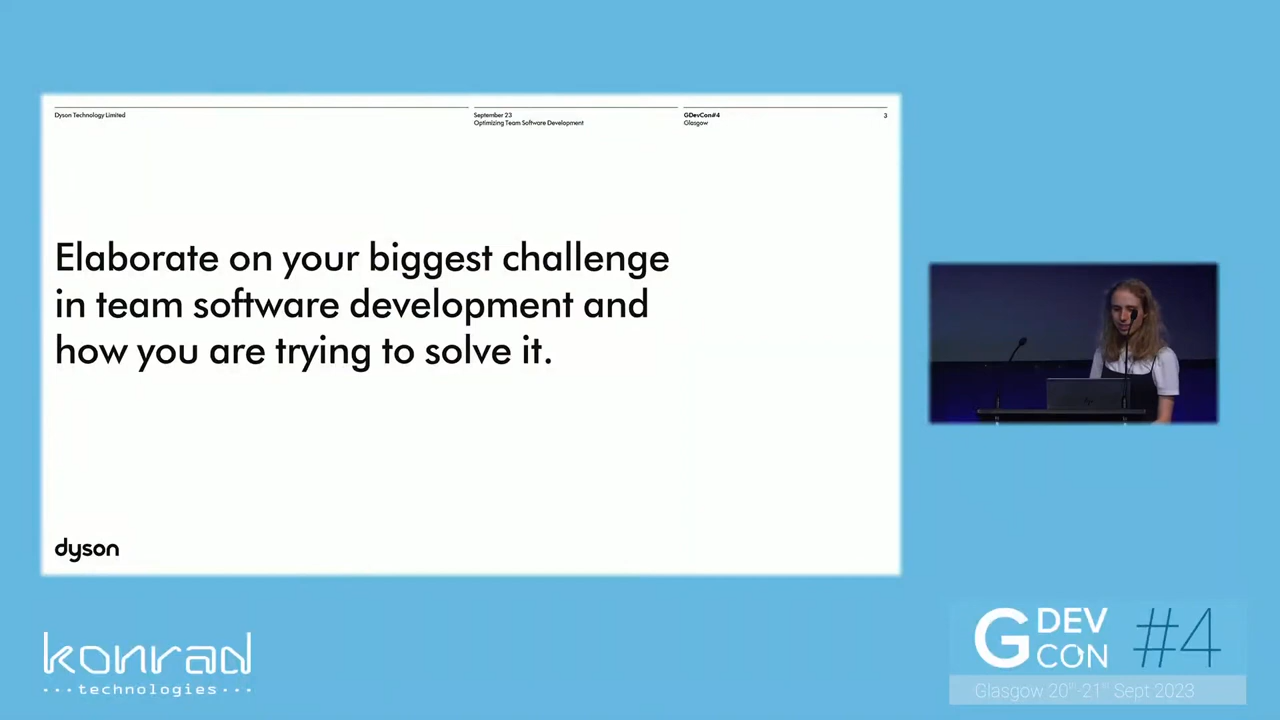 Dyson Technology Limited
September 23
Optimizing Team Software Development
GDevCon#4
Glasgow
3
Elaborate on your biggest challenge
in team software development and
how you are trying to solve it.
dyson
konrad
···technologies···
G DEV CON #4
Glasgow 20th-21st Sept 2023